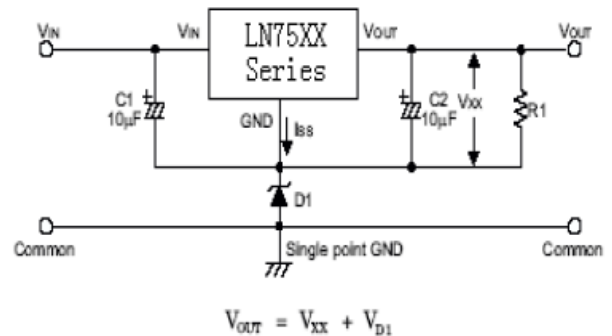 VIN VIN LN75XX VOUT VOUT
Series
C1 C2 VXX R1
10µF 10µF
GND ISS
D1
Common Single point GND Common
VOUT = VXX + VD1